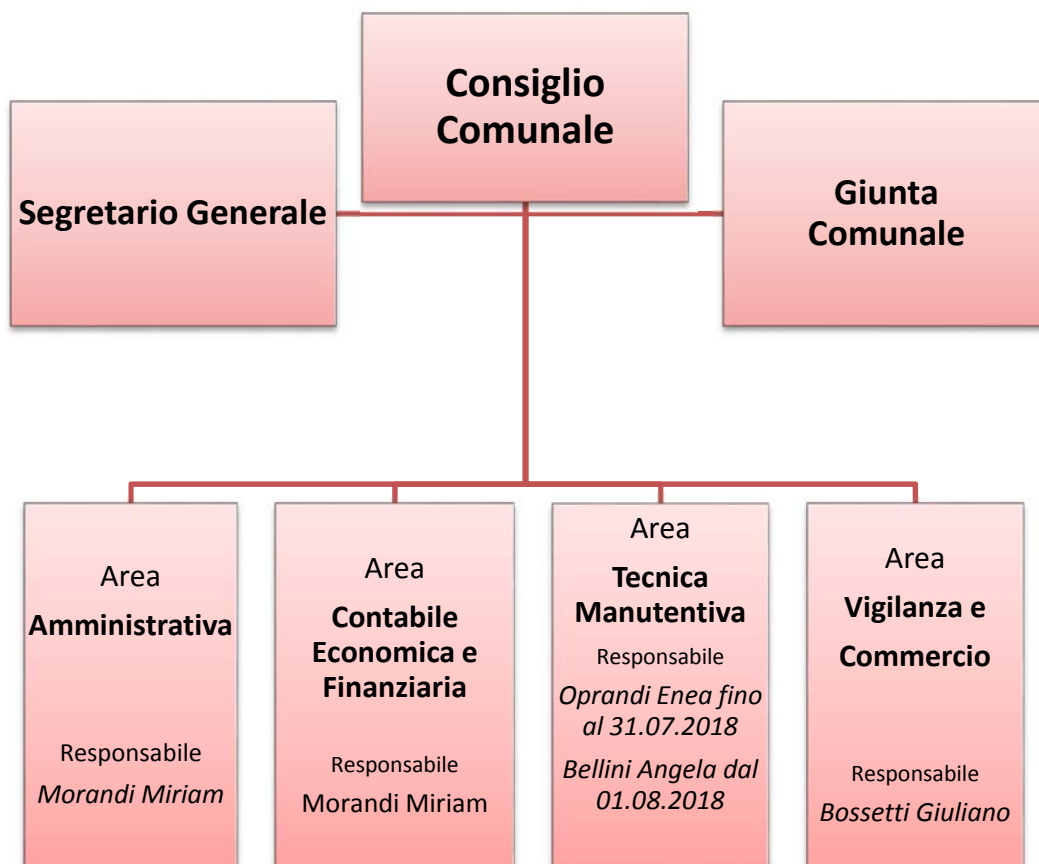 Consiglio
Comunale
Segretario Generale
Giunta
Comunale
Area
Amministrativa
Responsabile
Morandi Miriam
Area
Contabile
Economica e
Finanziaria
Responsabile
Morandi Miriam
Area
Tecnica
Manutentiva
Responsabile
Oprandi Enea fino
al 31.07.2018
Bellini Angela dal
01.08.2018
Area
Vigilanza e
Commercio
Responsabile
Bossetti Giuliano